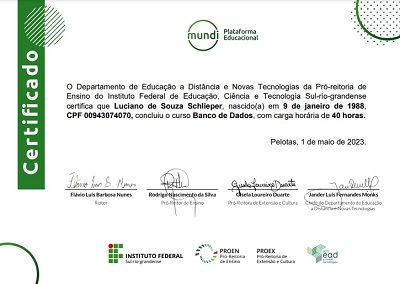 mundi
Plataforma
Educacional
Certificado
O Departamento de Educação a Distância e Novas Tecnologias da Pró-reitoria de
Ensino do Instituto Federal de Educação, Ciência e Tecnologia Sul-rio-grandense
certifica que Luciano de Souza Schlieper, nascido(a) em 9 de janeiro de 1988,
CPF 00943074070, concluiu o curso Banco de Dados, com carga horária de 40 horas.
Pelotas, 1 de maio de 2023.
Flávio Luis Barbosa Nunes
Reitor
Rodrigo Nascimento da Silva
Pró-Reitor de Ensino
Gisela Loureiro Duarte
Pró-Reitora de Extensão e Cultura
Jander Luis Fernandes Monks
Chefe do Departamento de Educação
a Distância e Novas Tecnologias
INSTITUTO FEDERAL
Sul-rio-grandense
PROEN
Pró-Reitoria
de Ensino
PROEX
Pró-Reitoria de
Extensão e Cultura
ead